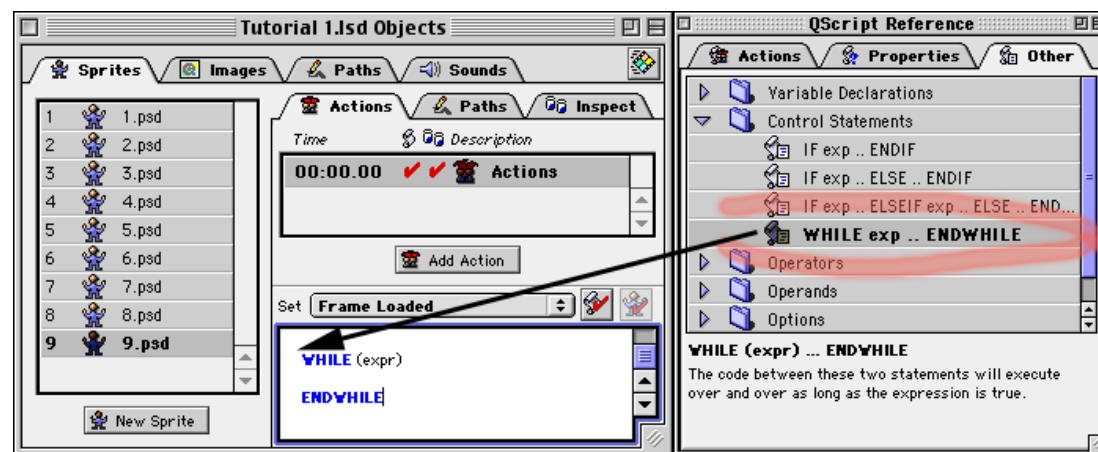 Tutorial 1.lsd Objects
Sprites Images Paths Sounds
1 1.psd
2 2.psd
3 3.psd
4 4.psd
5 5.psd
6 6.psd
7 7.psd
8 8.psd
9 9.psd
New Sprite
Actions Paths Inspect
Time Description
00:00.00 Actions
Add Action
Set Frame Loaded
WHILE (expr)
ENDWHILE
QScript Reference
Actions Properties Other
Variable Declarations
Control Statements
IF exp .. ENDIF
IF exp .. ELSE .. ENDIF
IF exp .. ELSEIF exp .. ELSE .. END...
WHILE exp .. ENDWHILE
Operators
Operands
Options
WHILE (expr) ... ENDWHILE
The code between these two statements will execute
over and over as long as the expression is true.